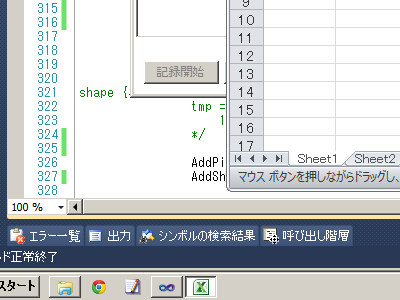 315
316
317
318
319
320
321 shape {
322 tmp =
323 1
324 */
325
326 AddPi
327 AddSh
328
記録開始
9
10
11
12
13
14
15
16
17
Sheet1 Sheet2
マウス ボタンを押しながらドラッグし、
100 %
エラー一覧 出力 シンボルの検索結果 呼び出し階層
ルド正常終了
スタート